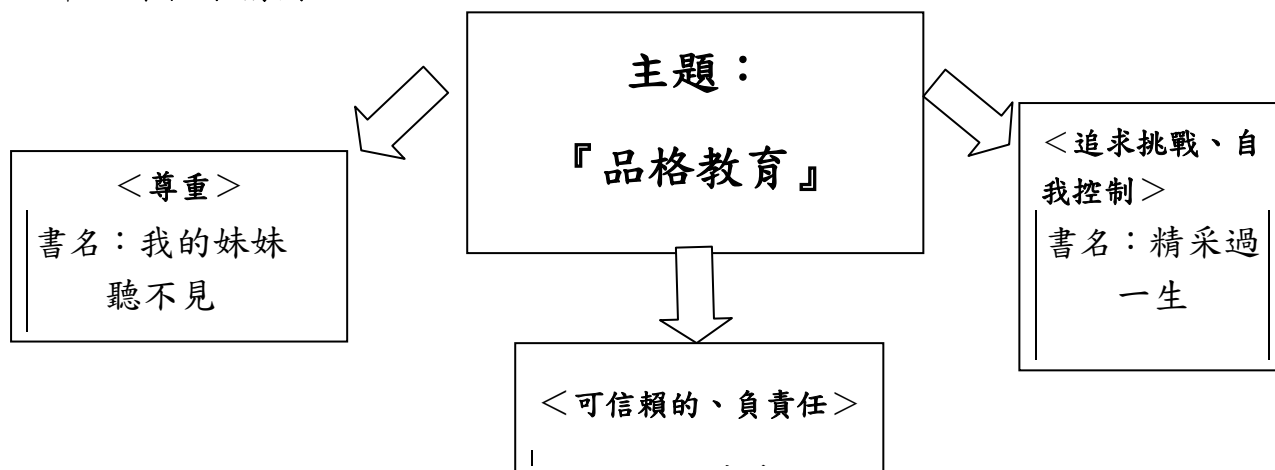 主題：
『品格教育』
＜尊重＞
書名：我的妹妹
聽不見
＜追求挑戰、自
我控制＞
書名：精采過
一生
＜可信賴的、負責任＞